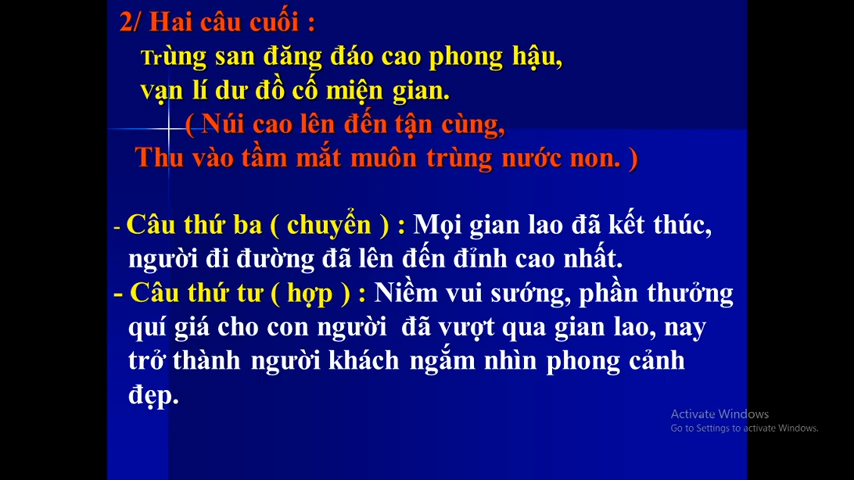 2/ Hai câu cuối :
Trùng san đăng đáo cao phong hậu,
Vạn lí dư đồ cố miện gian.
( Núi cao lên đến tận cùng,
Thu vào tầm mắt muôn trùng nước non. )
- Câu thứ ba ( chuyển ) : Mọi gian lao đã kết thúc,
người đi đường đã lên đến đỉnh cao nhất.
- Câu thứ tư ( hợp ) : Niềm vui sướng, phần thưởng
quí giá cho con người đã vượt qua gian lao, nay
trở thành người khách ngắm nhìn phong cảnh
đẹp.
Activate Windows
Go to Settings to activate Windows.